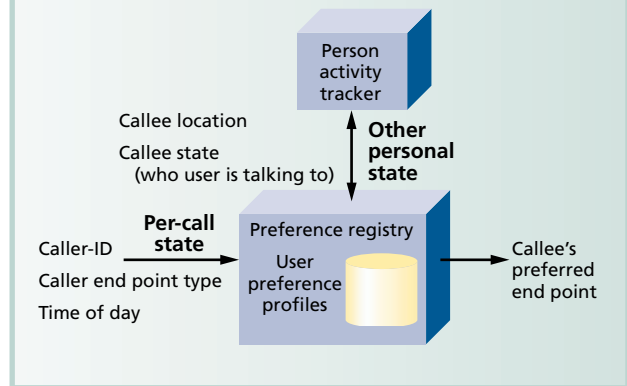 Person
activity
tracker
Callee location
Callee state
(who user is talking to)
Other
personal
state
Per-call
state
Caller-ID
Caller end point type
Time of day
Preference registry
User
preference
profiles
Callee's
preferred
end point